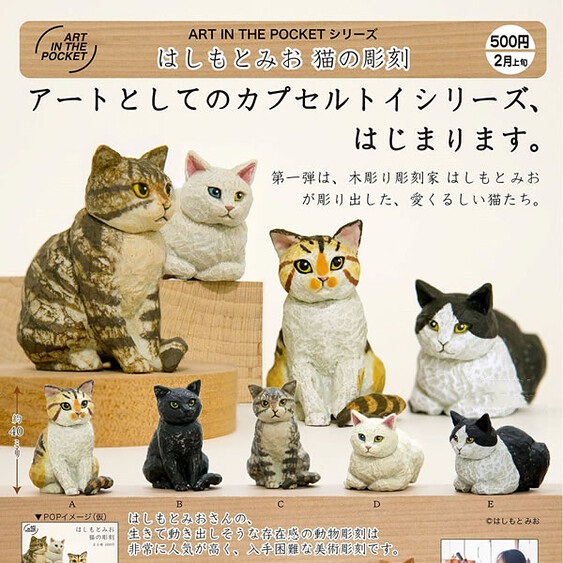 ART
IN THE
POCKET
ART IN THE POCKET シリーズ
はしもとみお 猫の彫刻
500円
2月上旬
アートとしてのカプセルトイシリーズ、
はじまります。
第一弾は、木彫り彫刻家 はしもとみお
が彫り出した、愛くるしい猫たち。
約40ミリ
A
B
C
D
E
▼POPイメージ(仮)
©はしもとみお
はしもとみお
猫の彫刻
はしもとみおさんの、
生きて動き出しそうな存在感の動物彫刻は
非常に人気が高く、入手困難な美術彫刻です。